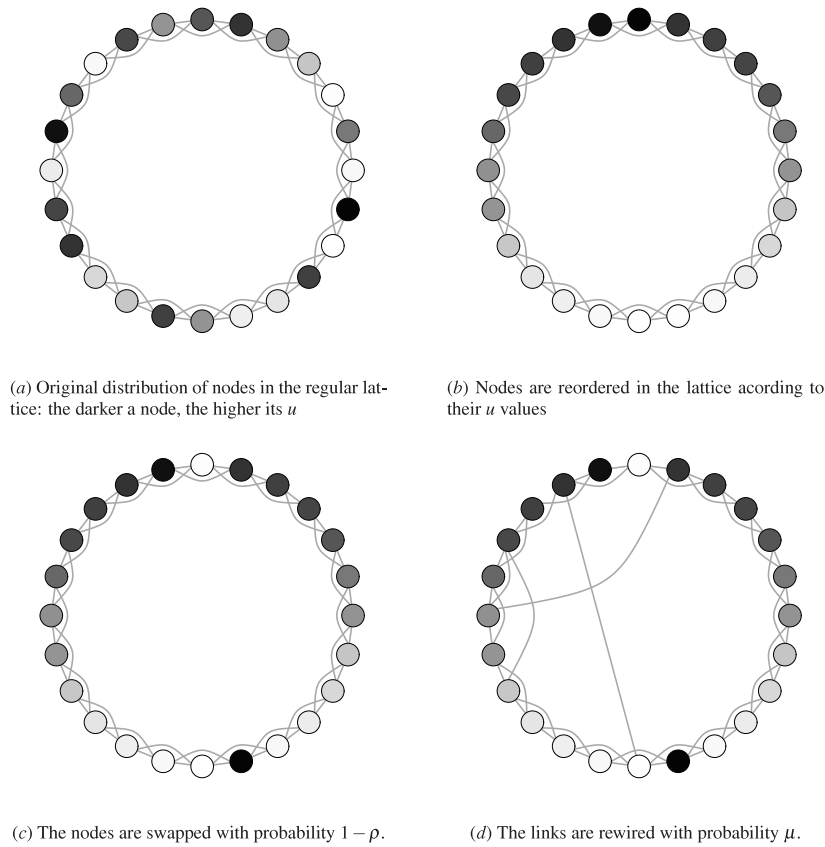 (a) Original distribution of nodes in the regular lat-
tice: the darker a node, the higher its u
(b) Nodes are reordered in the lattice acording to
their u values
(c) The nodes are swapped with probability 1 − ρ.
(d) The links are rewired with probability μ.